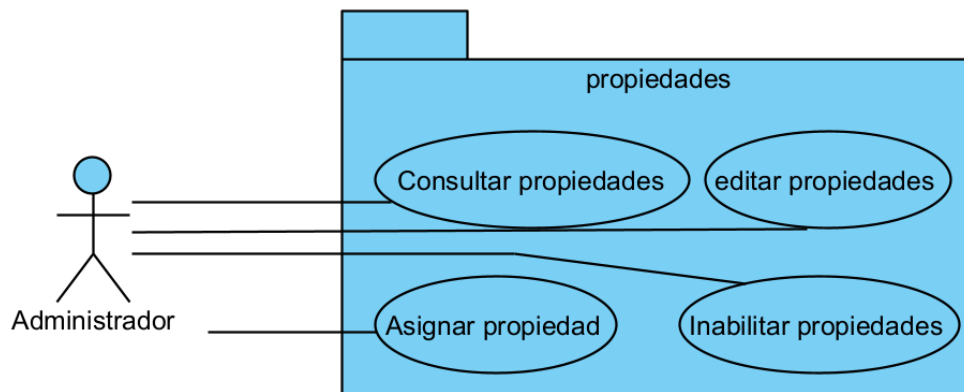 propiedades
Consultar propiedades
editar propiedades
Administrador
Asignar propiedad
Inabilitar propiedades